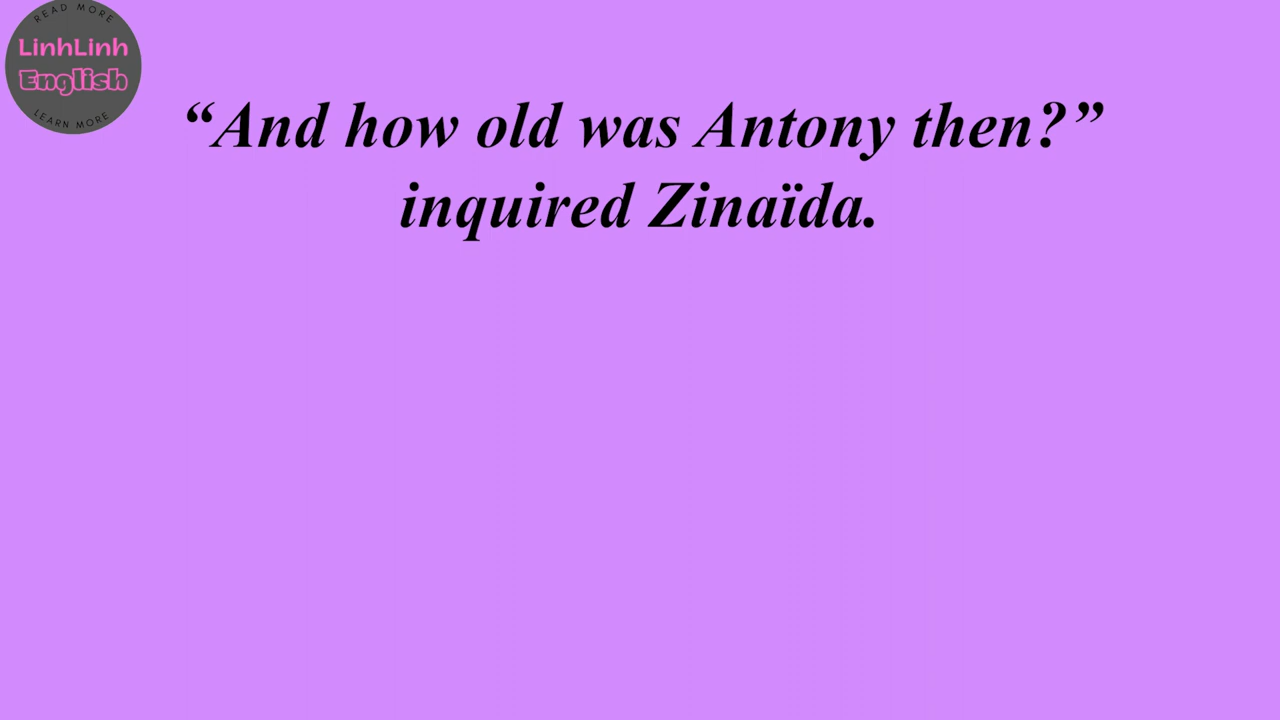 READ MORE
LinhLinh
English
LEARN MORE
“And how old was Antony then?”
inquired Zinaïda.